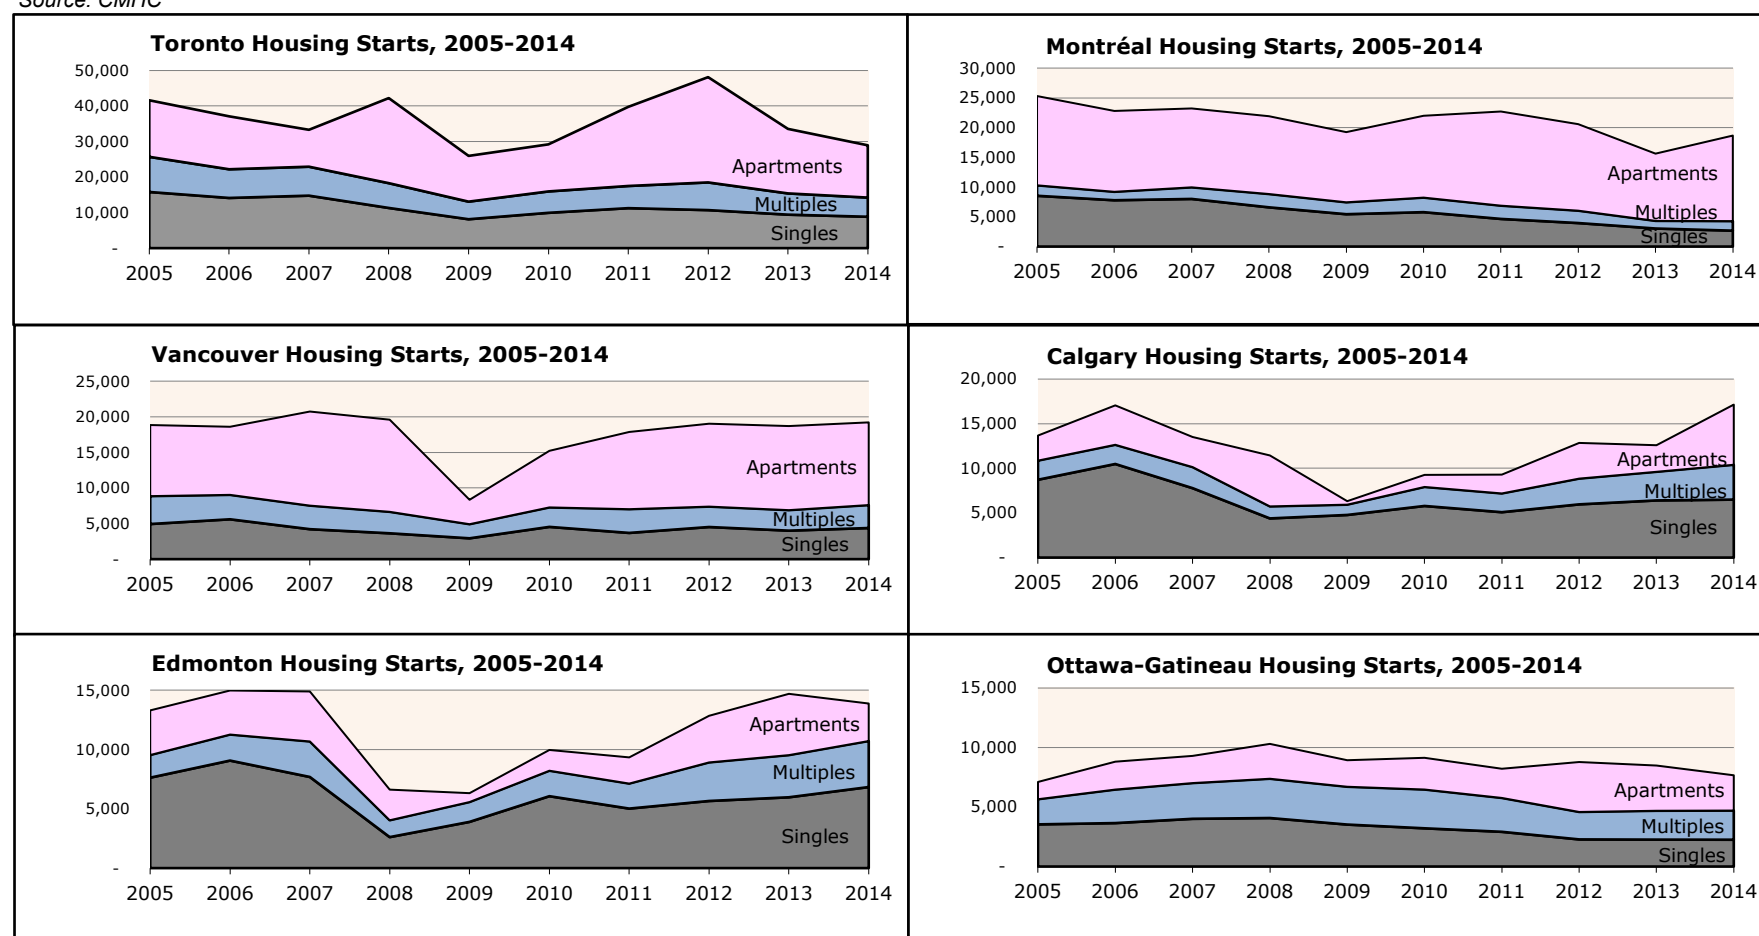 Source: CMHC
Toronto Housing Starts, 2005-2014
50,000
40,000
30,000
20,000
10,000
-
Apartments
Multiples
Singles
2005 2006 2007 2008 2009 2010 2011 2012 2013 2014
Montréal Housing Starts, 2005-2014
30,000
25,000
20,000
15,000
10,000
5,000
-
Apartments
Multiples
Singles
2005 2006 2007 2008 2009 2010 2011 2012 2013 2014
Vancouver Housing Starts, 2005-2014
25,000
20,000
15,000
10,000
5,000
-
Apartments
Multiples
Singles
2005 2006 2007 2008 2009 2010 2011 2012 2013 2014
Calgary Housing Starts, 2005-2014
20,000
15,000
10,000
5,000
-
Apartments
Multiples
Singles
2005 2006 2007 2008 2009 2010 2011 2012 2013 2014
Edmonton Housing Starts, 2005-2014
15,000
10,000
5,000
-
Apartments
Multiples
Singles
2005 2006 2007 2008 2009 2010 2011 2012 2013 2014
Ottawa-Gatineau Housing Starts, 2005-2014
15,000
10,000
5,000
-
Apartments
Multiples
Singles
2005 2006 2007 2008 2009 2010 2011 2012 2013 2014